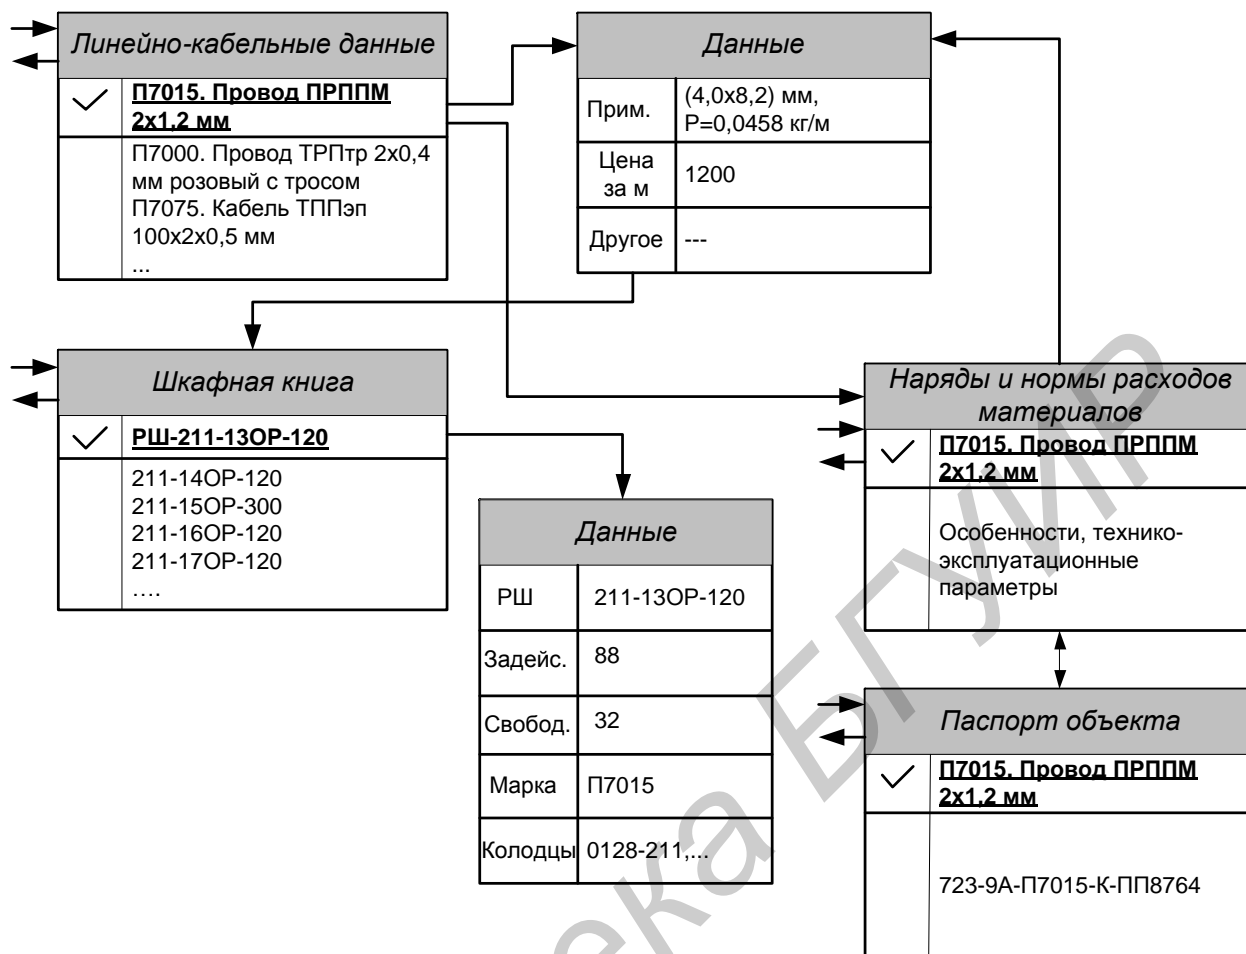 Линейно-кабельные данные
П7015. Провод ПРППМ
2х1,2 мм
П7000. Провод ТРПтр 2х0,4
мм розовый с тросом
П7075. Кабель ТППэп
100х2х0,5 мм
...
Данные
Прим.
(4,0х8,2) мм,
Р=0,0458 кг/м
Цена
за м
1200
Другое
---
Шкафная книга
РШ-211-13ОР-120
211-14ОР-120
211-15ОР-300
211-16ОР-120
211-17ОР-120
....
Данные
РШ
211-13ОР-120
Задейс.
88
Свобод.
32
Марка
П7015
Колодцы
0128-211,...
Наряды и нормы расходов
материалов
П7015. Провод ПРППМ
2х1,2 мм
Особенности, технико-
эксплуатационные
параметры
Паспорт объекта
П7015. Провод ПРППМ
2х1,2 мм
723-9А-П7015-К-ПП8764
ека БГУИР